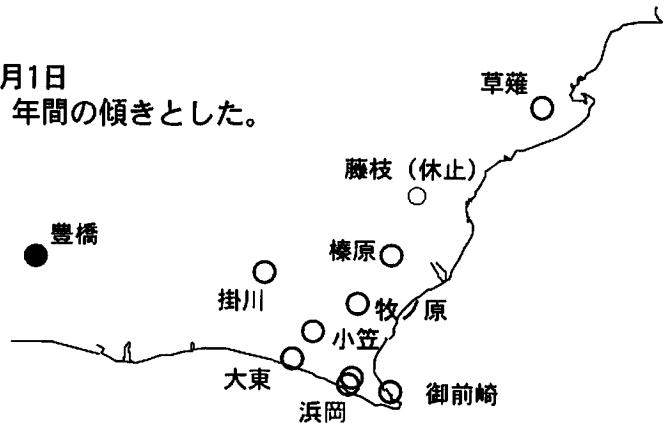 月1日
年間の傾きとした。
草薙
藤枝（休止）
豊橋
榛原
掛川
牧ノ原
小笠
大東
浜岡
御前崎